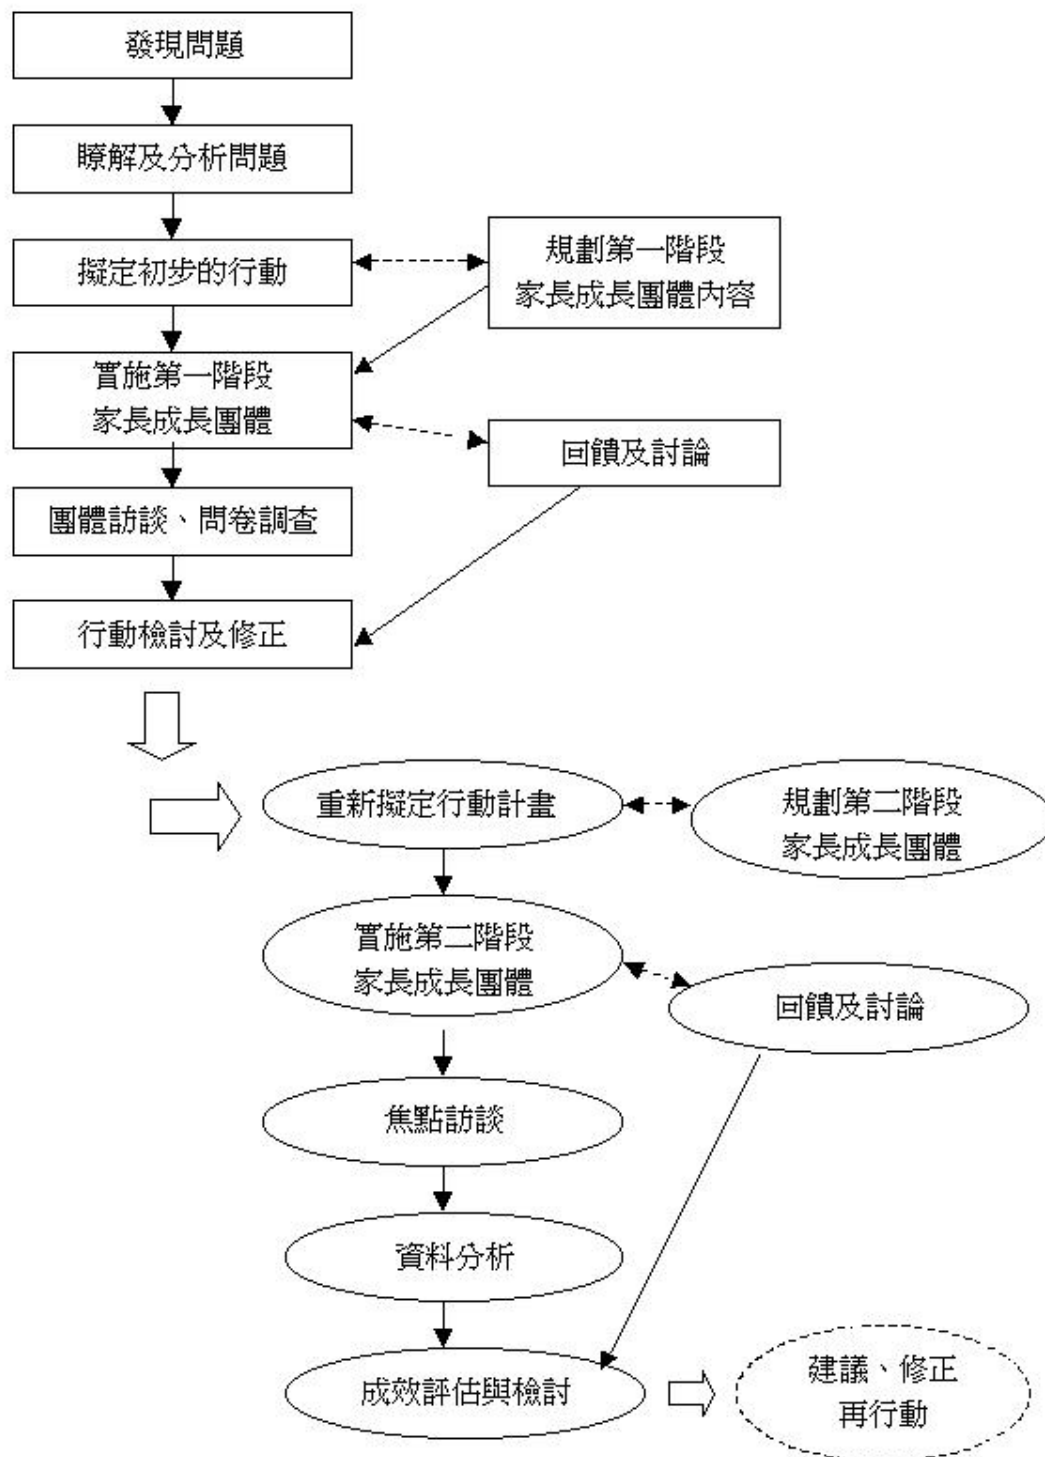 發現問題
瞭解及分析問題
擬定初步的行動
規劃第一階段
家長成長團體內容
實施第一階段
家長成長團體
回饋及討論
團體訪談、問卷調查
行動檢討及修正
重新擬定行動計畫
規劃第二階段
家長成長團體
實施第二階段
家長成長團體
回饋及討論
焦點訪談
資料分析
成效評估與檢討
建議、修正
再行動